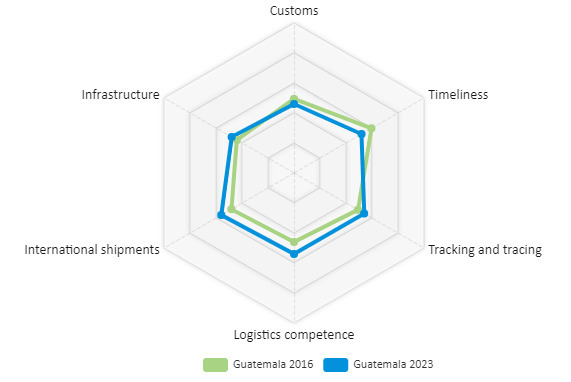 Customs
Infrastructure
Timeliness
International shipments
Tracking and tracing
Logistics competence
Guatemala 2016
Guatemala 2023